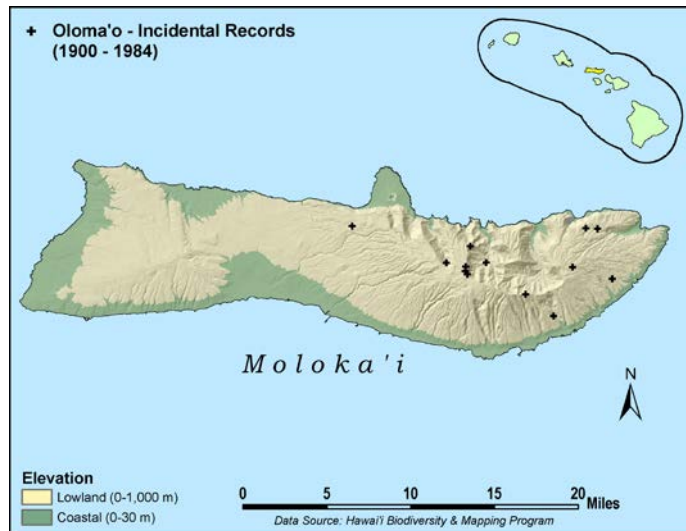 + Oloma'o - Incidental Records
(1900 - 1984)
Moloka'i
N
Elevation
Lowland (0-1,000 m)
Coastal (0-30 m)
0 5 10 15 20
Miles
Data Source: Hawai'i Biodiversity & Mapping Program